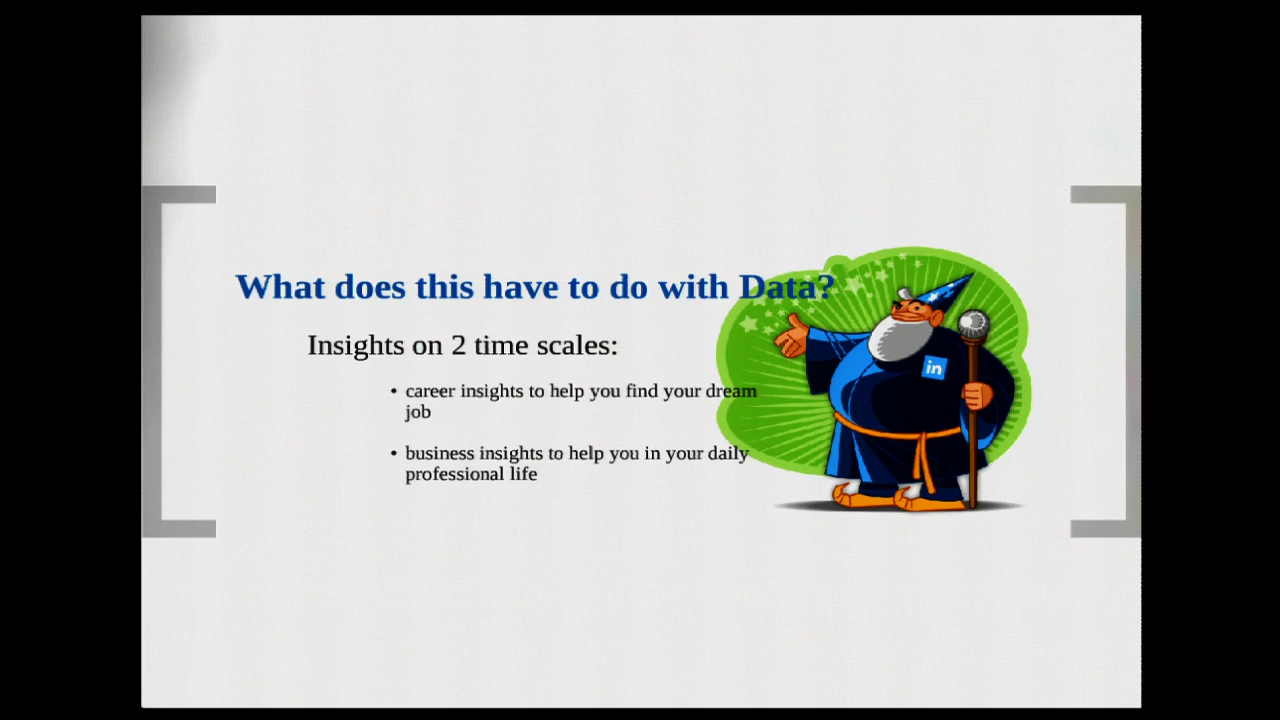 What does this have to do with Data?
Insights on 2 time scales:
• career insights to help you find your dream
job
• business insights to help you in your daily
professional life
in